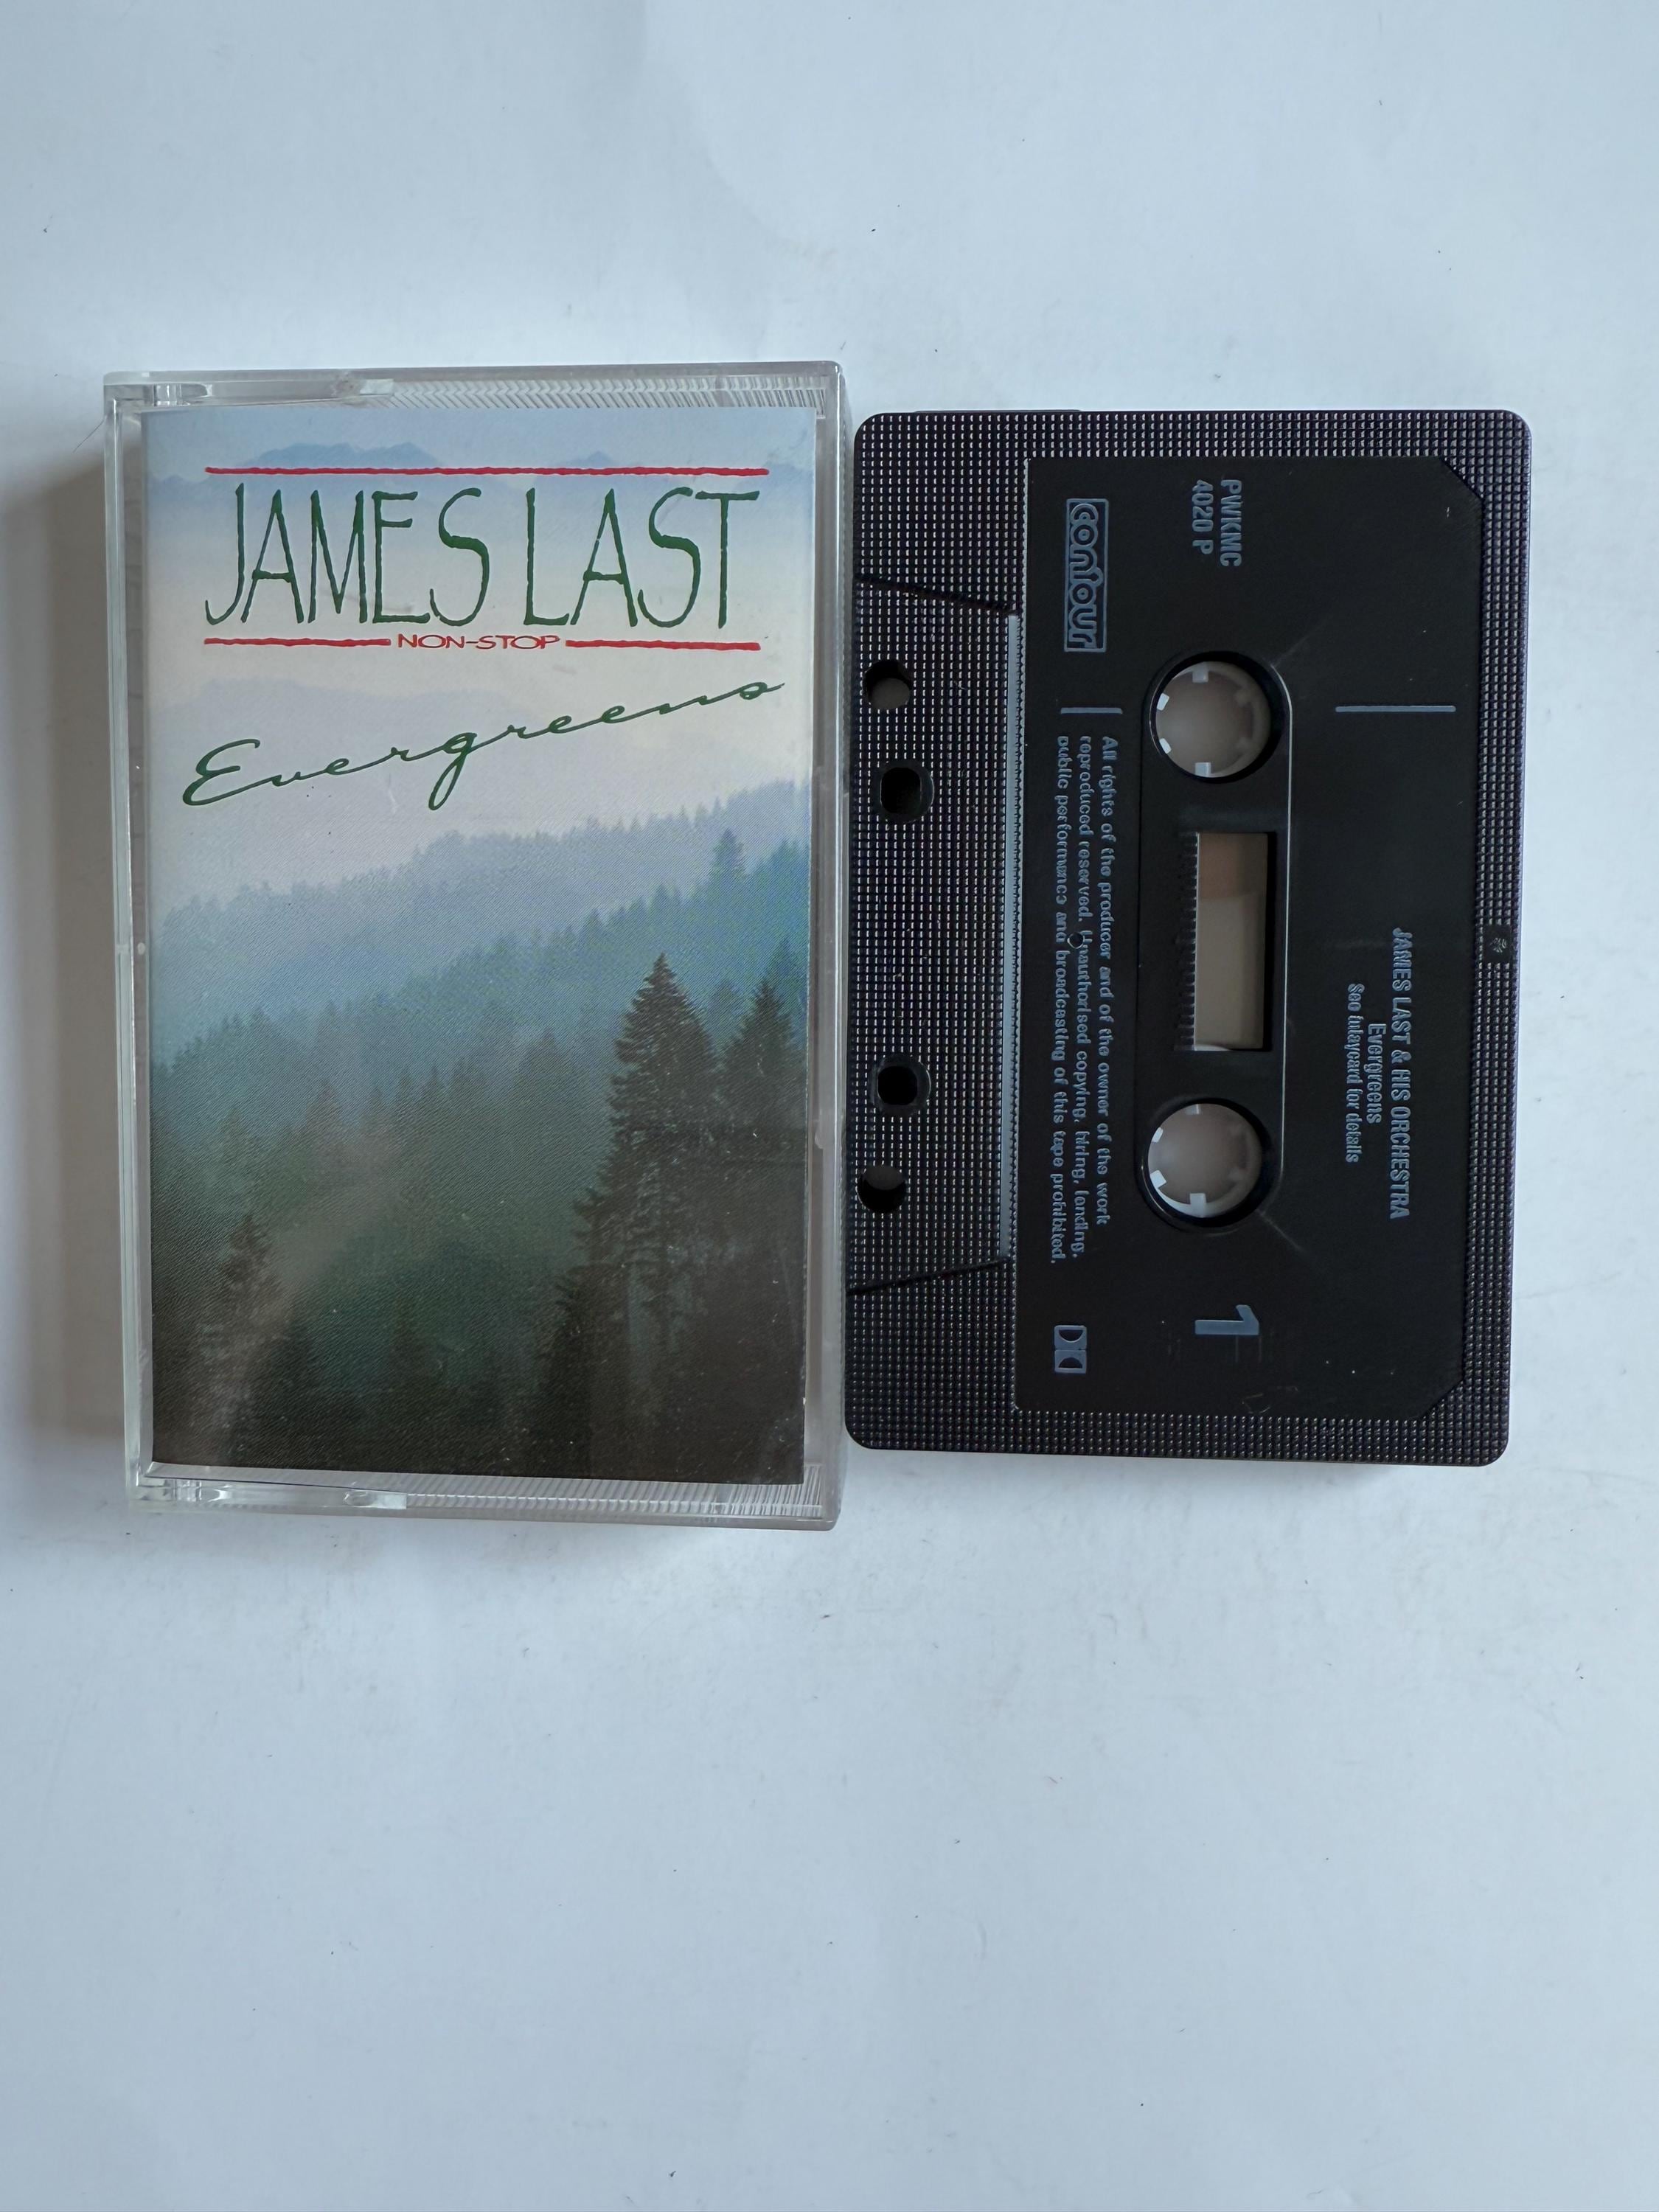 JAMES LAST
NON-STOP
Evergreens
JAMES LAST & HIS ORCHESTRA
Evergreens
See inlaycard for details
PWKMC
4020 P
1
contour
All rights of the producer and of the owner of the work
reproduced reserved. Unauthorised copying, hiring, lending,
public performance and broadcasting of this tape prohibited.